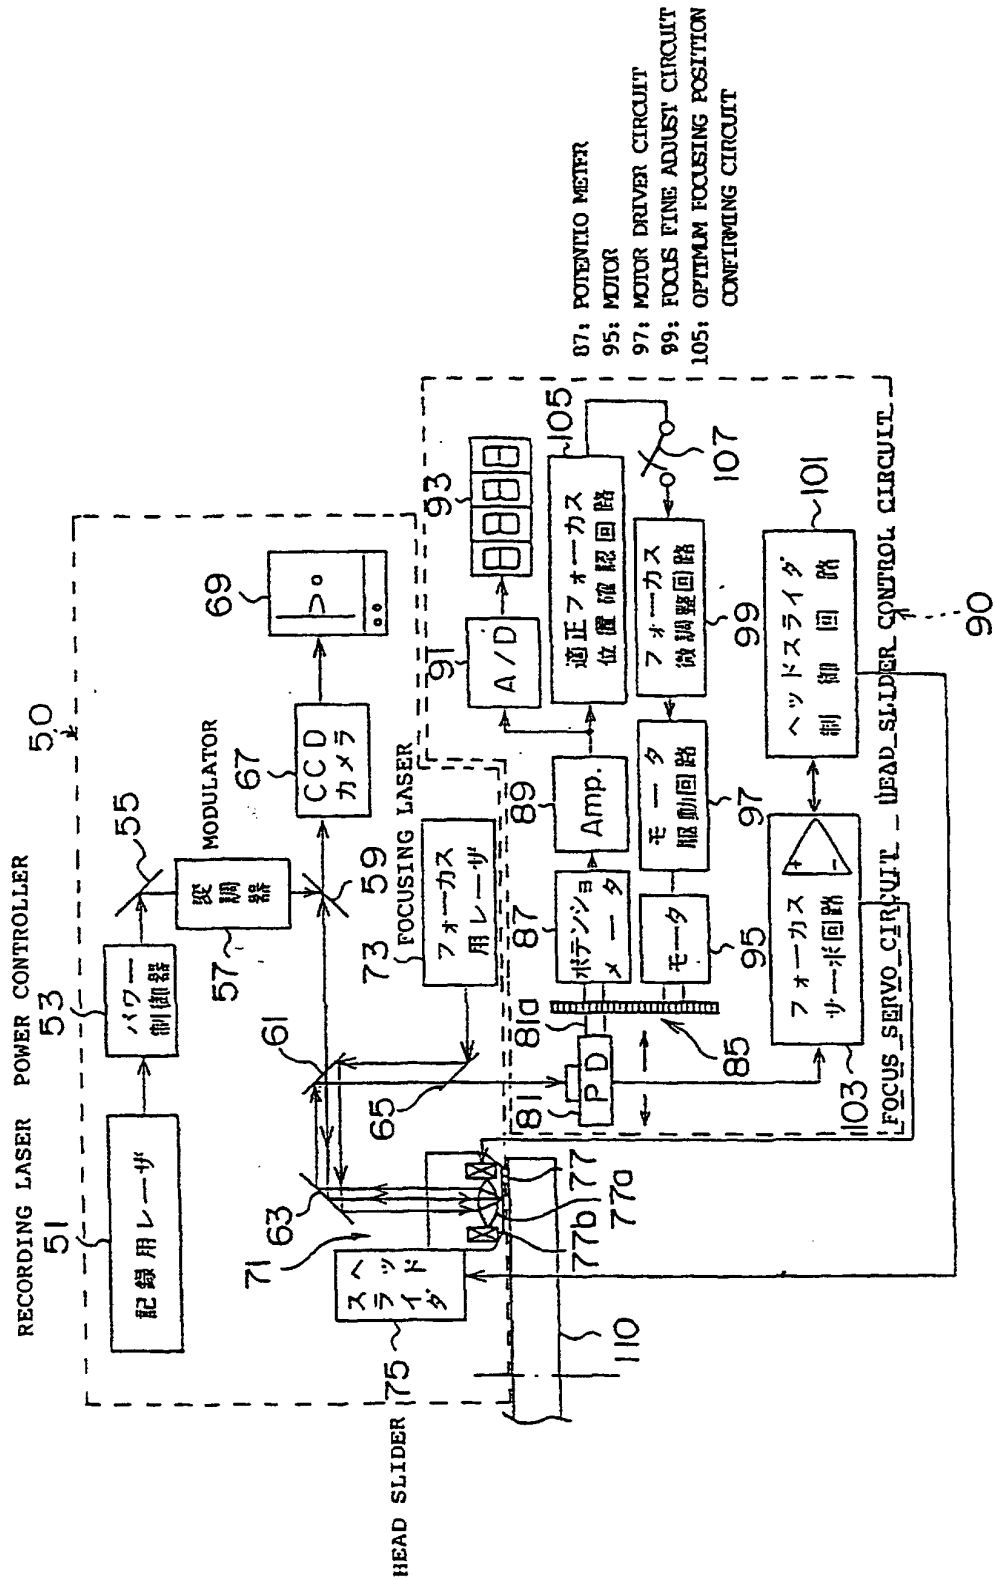 RECORDING LASER
POWER CONTROLLER
51
記録用レーザ
53
パワー
制御器
55
MODULATOR
変
調
器
57
50
59
61
63
65
67
CCD
カメラ
69
FOCUSING LASER
73
フォーカス
用レーザ
71
HEAD SLIDER
75
ヘッド
スライ
ダ
77
77a
77b
110
81
81a
PD
85
87
ポテンショ
メータ
89
Amp.
91
A/D
93
8888
105
適正フォーカス
位置確認回路
107
フォーカス
微調整回路
99
モータ
駆動回路
97
モータ
95
フォーカス
サーボ回路
+
-
103
ヘッドスライダ
制御回路
101
FOCUS SERVO CIRCUIT
HEAD SLIDER CONTROL CIRCUIT
90
87: POTENTIO METER
95: MOTOR
97: MOTOR DRIVER CIRCUIT
99: FOCUS FINE ADJUST CIRCUIT
105: OPTIMUM FOCUSING POSITION
CONFIRMING CIRCUIT